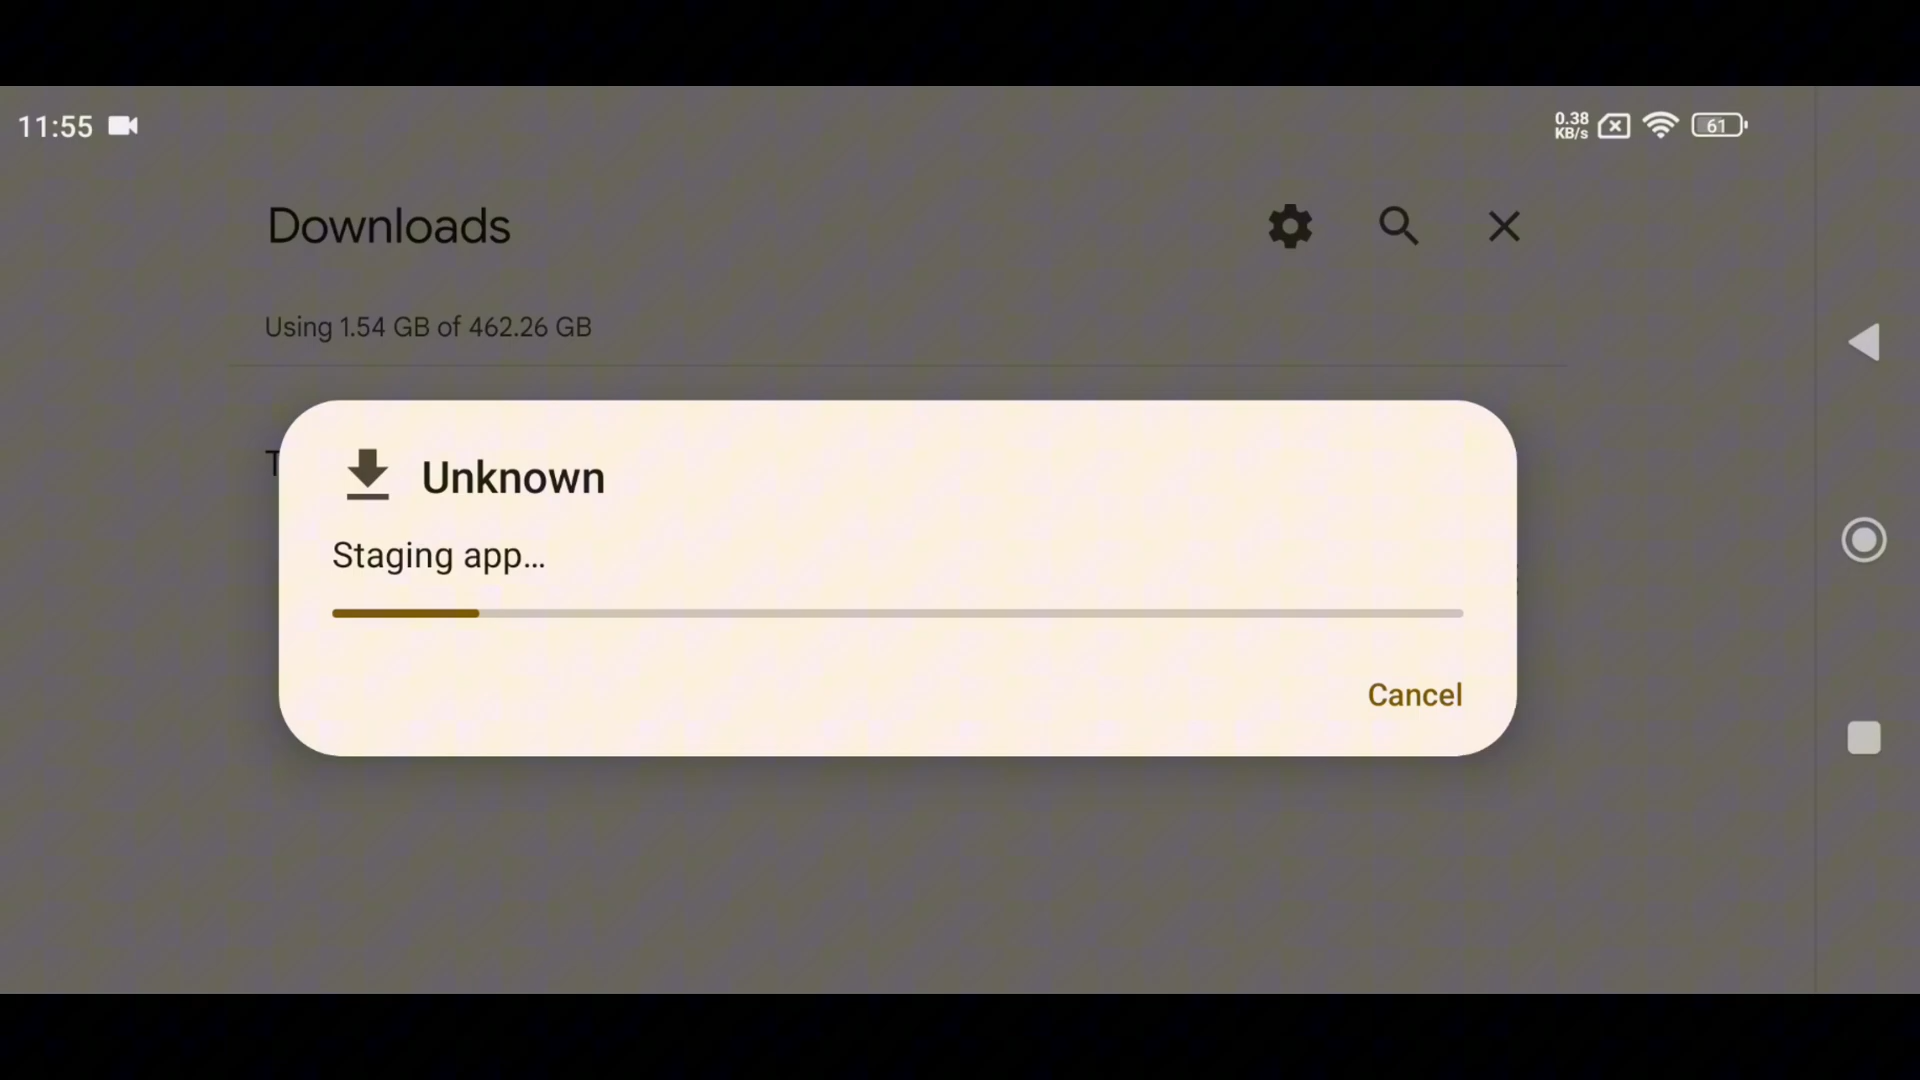 11:55
0.38
KB/s
61
Downloads
Using 1.54 GB of 462.26 GB
T
Unknown
Staging app...
Cancel